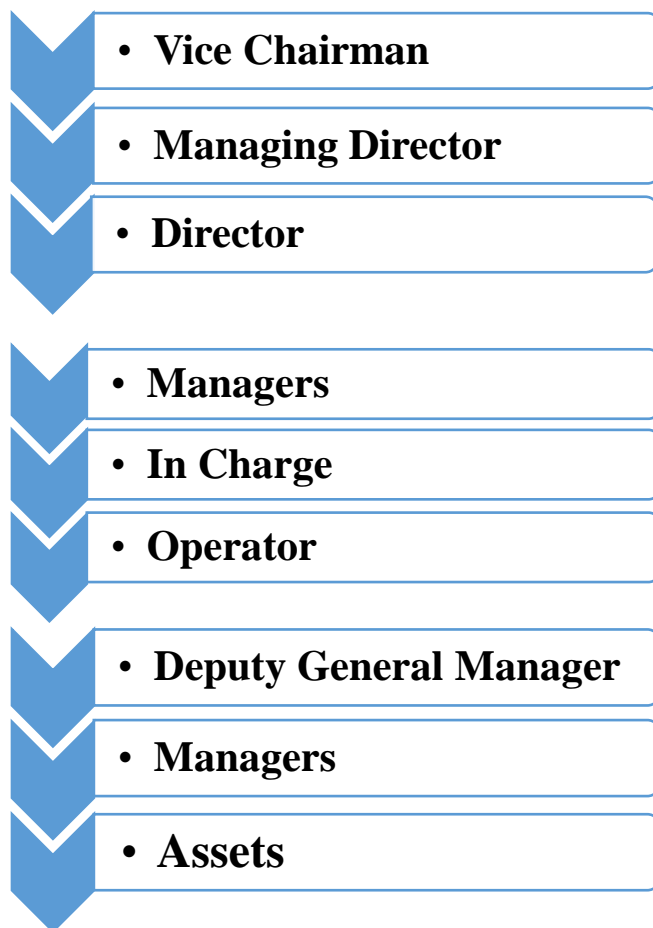 • Vice Chairman
• Managing Director
• Director
• Managers
• In Charge
• Operator
• Deputy General Manager
• Managers
• Assets